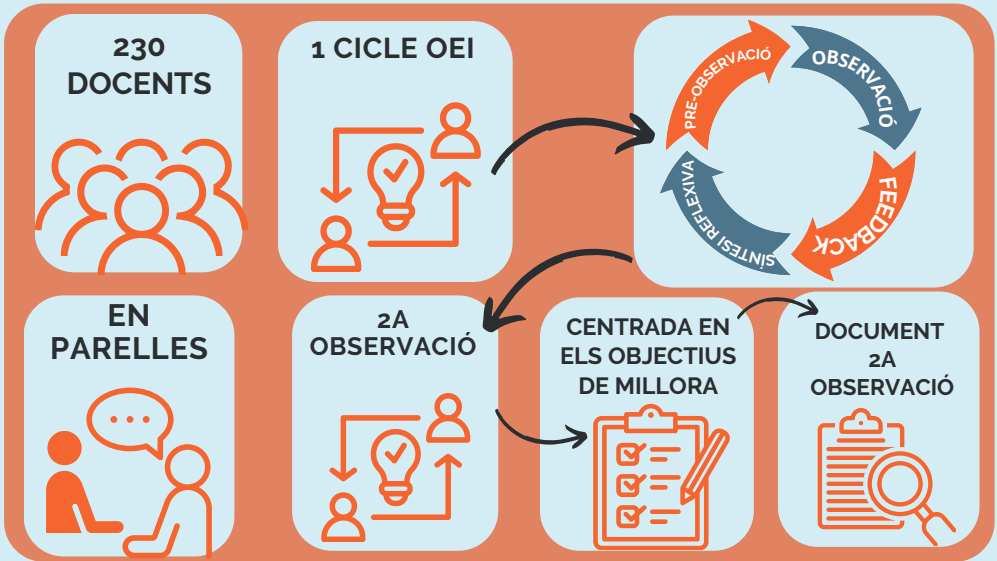 230
DOCENTS
1 CICLE OEI
PRE-OBSERVACIÓ
OBSERVACIÓ
FEEDBACK
SÍNTESI REFLEXIVA
EN
PARELLES
2A
OBSERVACIÓ
CENTRADA EN
ELS OBJECTIUS
DE MILLORA
DOCUMENT
2A
OBSERVACIÓ